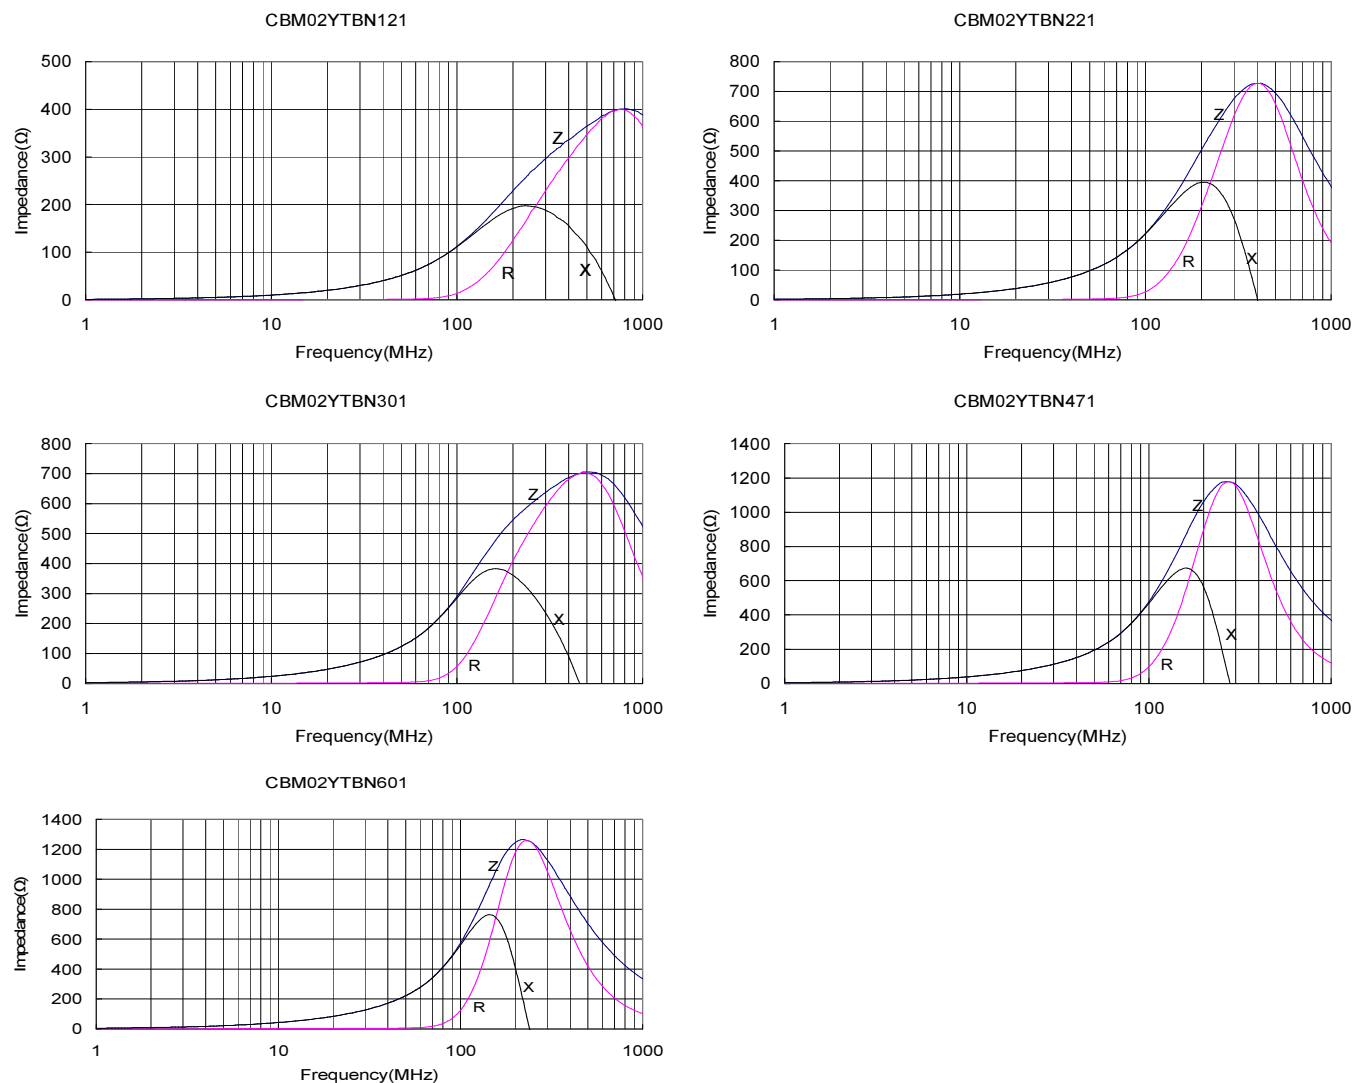 CBM02YTBN121
500
400
300
200
100
0
Impedance(Ω)
Z
R
X
1
10
100
1000
Frequency(MHz)
CBM02YTBN221
800
700
600
500
400
300
200
100
0
Impedance(Ω)
Z
R
X
1
10
100
1000
Frequency(MHz)
CBM02YTBN301
800
700
600
500
400
300
200
100
0
Impedance(Ω)
Z
X
R
1
10
100
1000
Frequency(MHz)
CBM02YTBN471
1400
1200
1000
800
600
400
200
0
Impedance(Ω)
Z
X
R
1
10
100
1000
Frequency(MHz)
CBM02YTBN601
1400
1200
1000
800
600
400
200
0
Impedance(Ω)
Z
X
R
1
10
100
1000
Frequency(MHz)